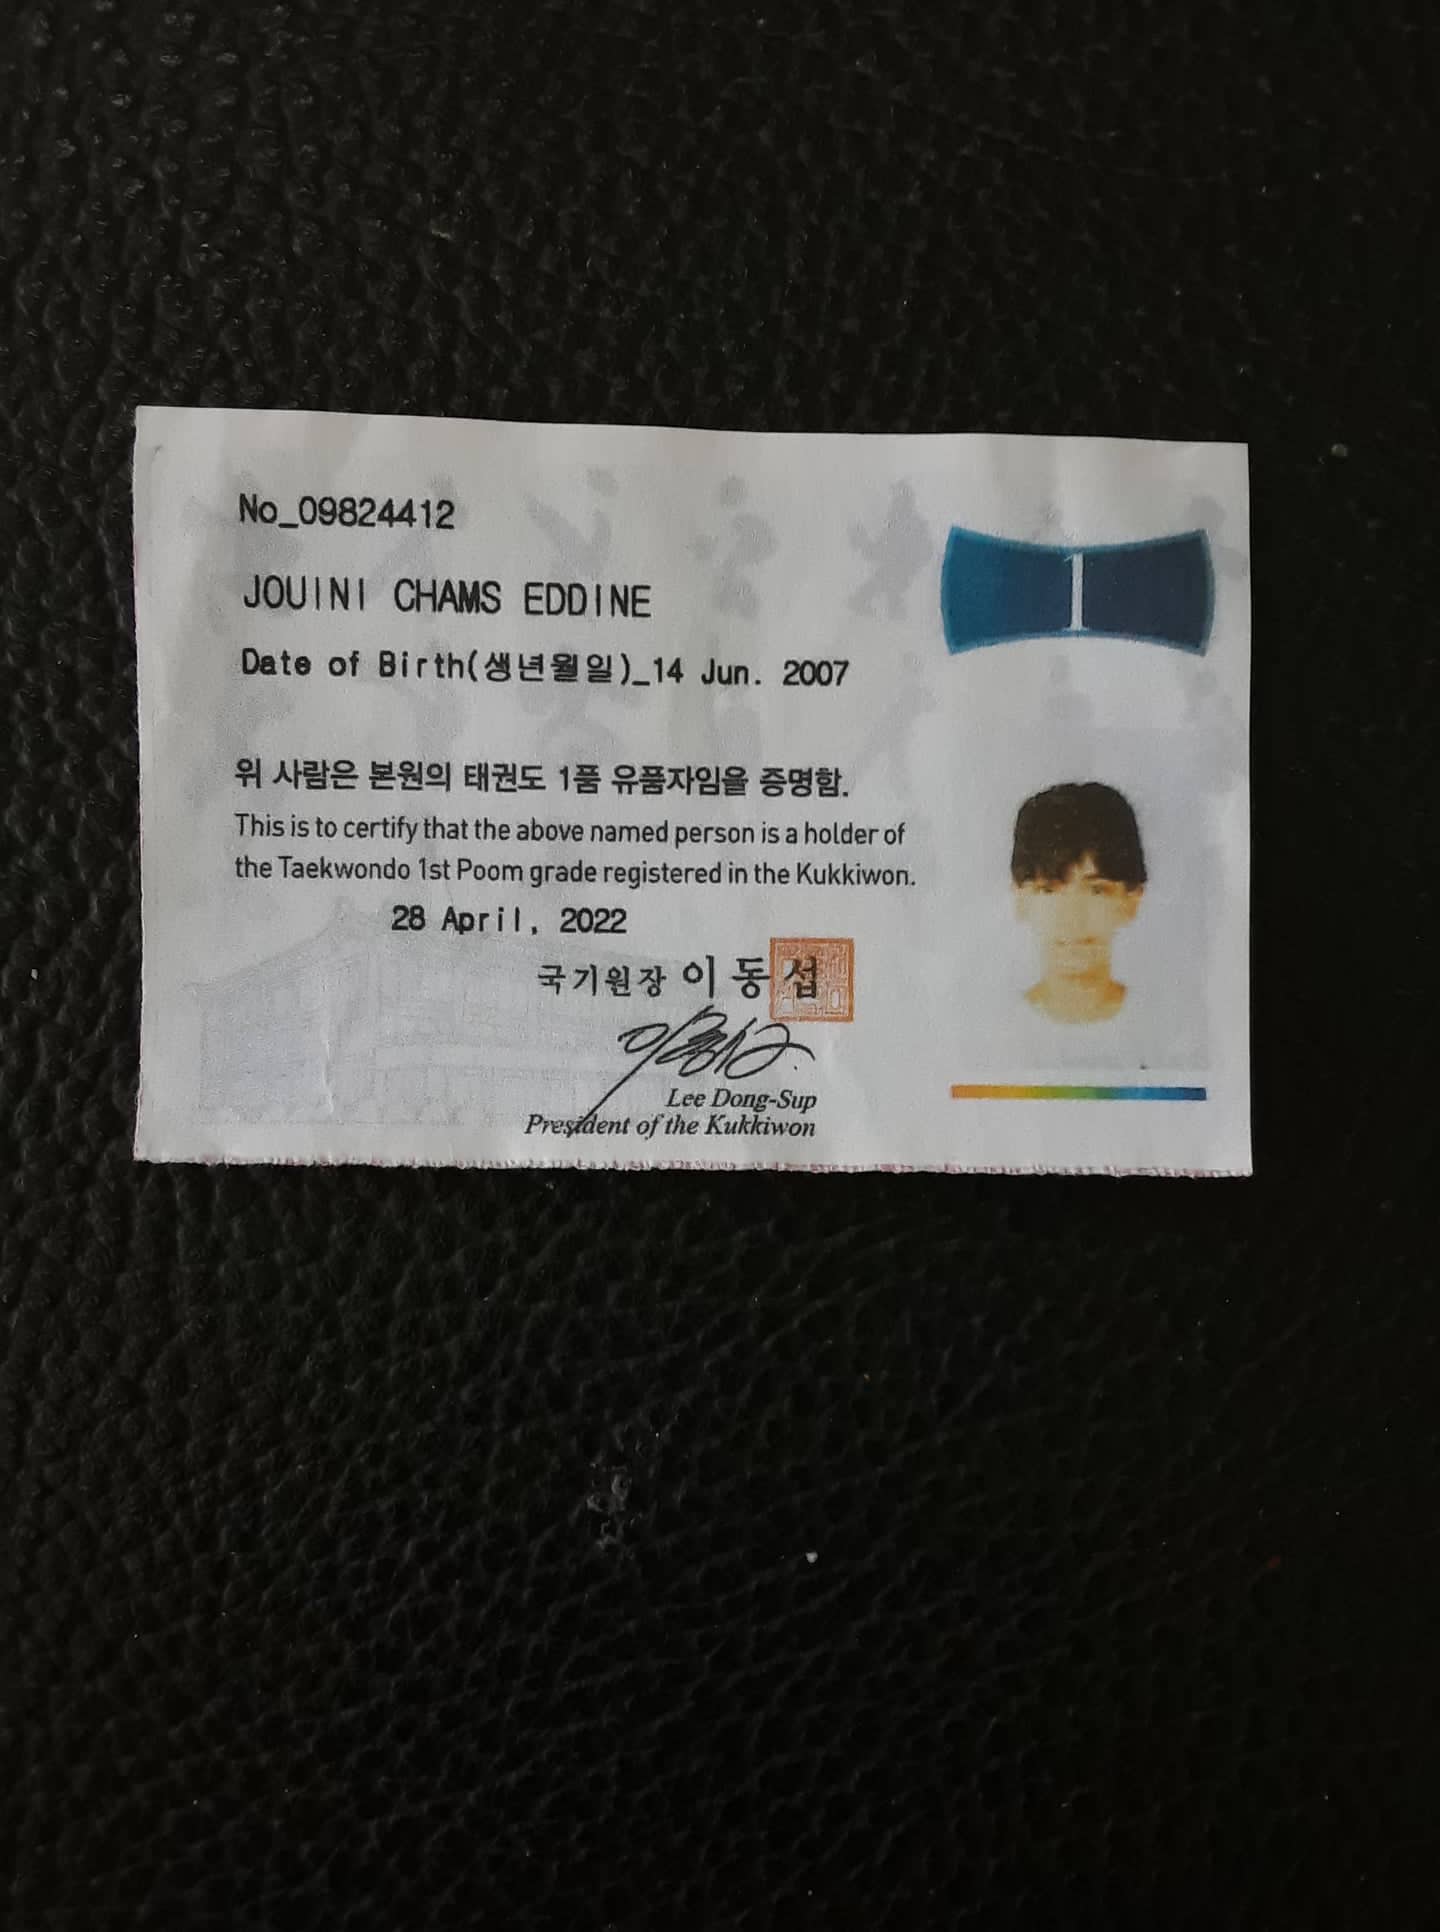 No_09824412
JOUINI CHAMS EDDINE
Date of Birth(생년월일)_14 Jun. 2007
위 사람은 본원의 태권도 1품 유품자임을 증명함.
This is to certify that the above named person is a holder of
the Taekwondo 1st Poom grade registered in the Kukkiwon.
28 April, 2022
국기원장 이동섭
Lee Dong-Sup
President of the Kukkiwon